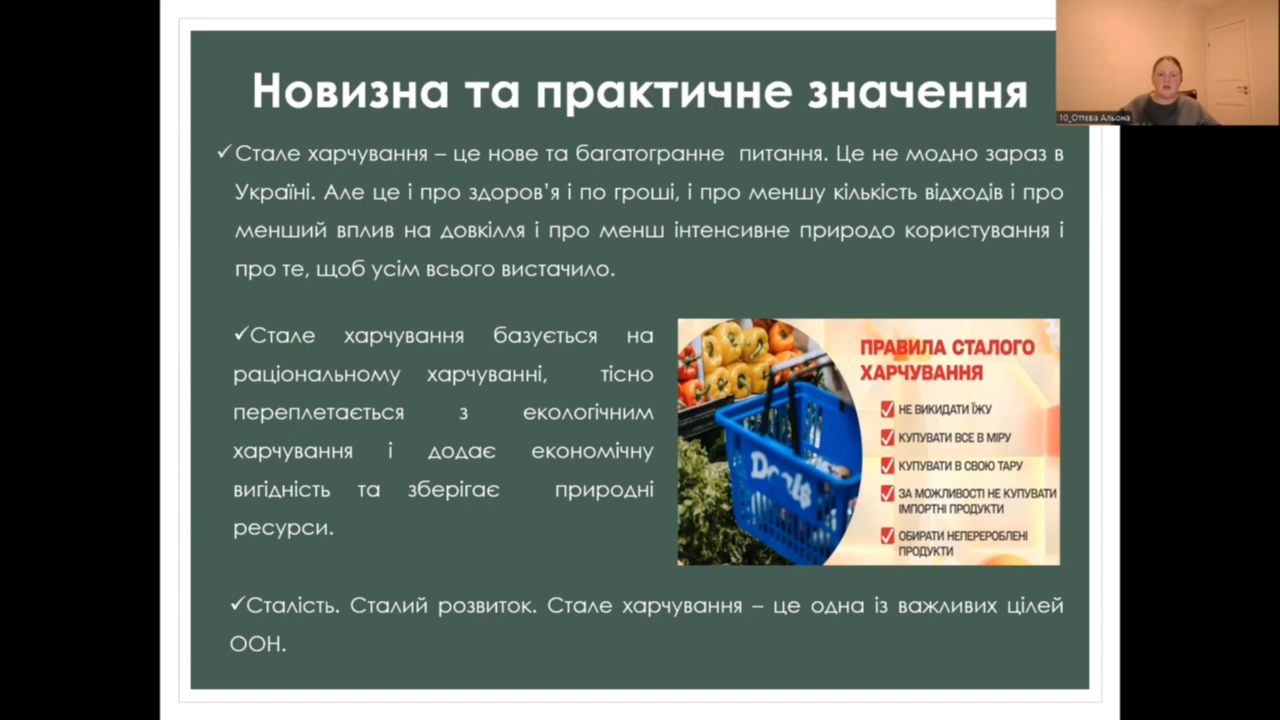 Новизна та практичне значення
10_Оттєва Альона
✓Стале харчування – це нове та багатогранне питання. Це не модно зараз в
Україні. Але це і про здоров’я і по гроші, і про меншу кількість відходів і про
менший вплив на довкілля і про менш інтенсивне природо користування і
про те, щоб усім всього вистачило.
✓Стале харчування базується на
раціональному харчуванні, тісно
переплетається з екологічним
харчування і додає економічну
вигідність та зберігає природні
ресурси.
ПРАВИЛА СТАЛОГО
ХАРЧУВАННЯ
НЕ ВИКИДАТИ ЇЖУ
КУПУВАТИ ВСЕ В МІРУ
КУПУВАТИ В СВОЮ ТАРУ
ЗА МОЖЛИВОСТІ НЕ КУПУВАТИ
ІМПОРТНІ ПРОДУКТИ
ОБИРАТИ НЕПЕРЕРОБЛЕНІ
ПРОДУКТИ
✓Сталість. Сталий розвиток. Стале харчування – це одна із важливих цілей
ООН.